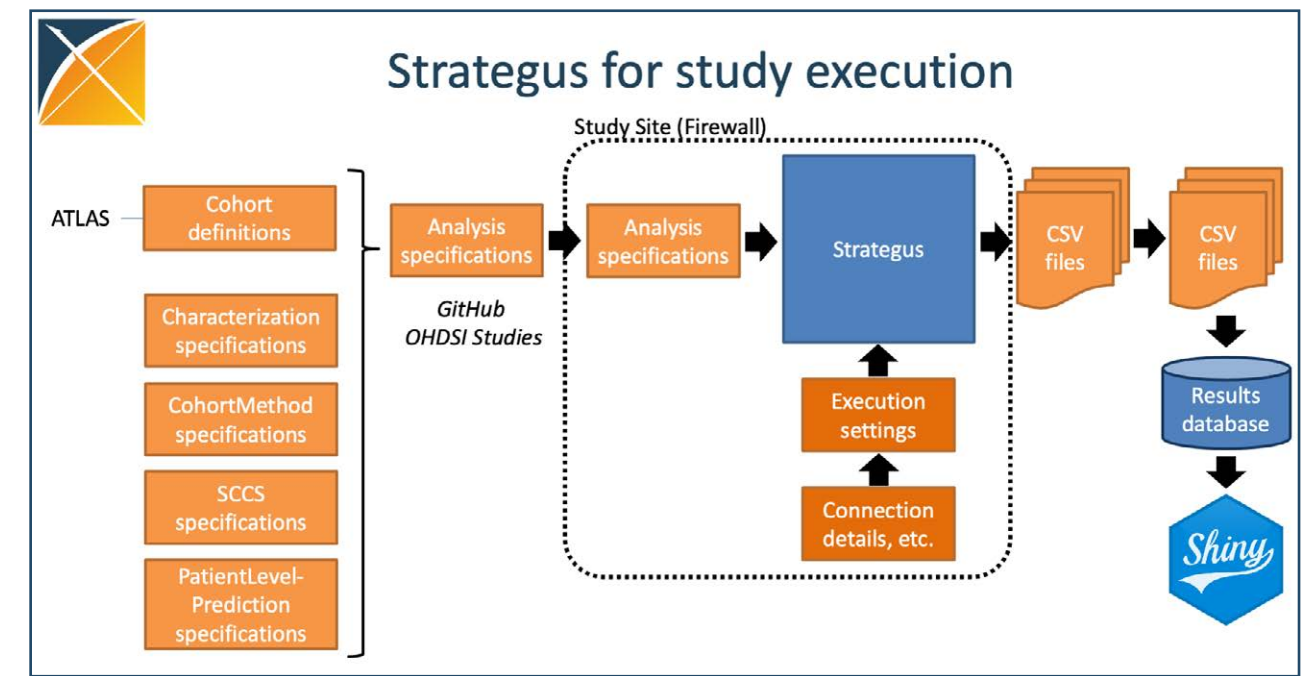 Strategus for study execution
Study Site (Firewall)
ATLAS
Cohort
definitions
Characterization
specifications
CohortMethod
specifications
SCCS
specifications
PatientLevel-
Prediction
specifications
Analysis
specifications
GitHub
OHDSI Studies
Analysis
specifications
Strategus
Execution
settings
Connection
details, etc.
CSV
files
CSV
files
Results
database
Shiny